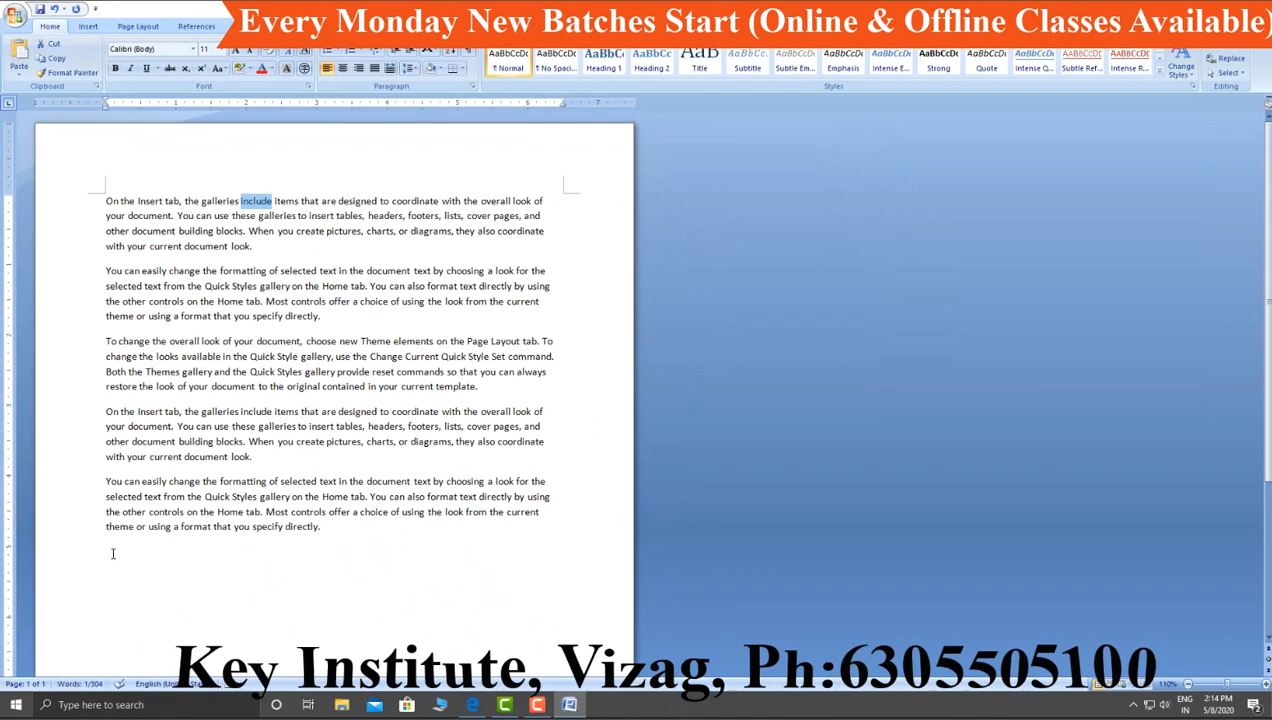 Every Monday New Batches Start (Online & Offline Classes Available)
Home Insert Page Layout References
Cut
Copy
Format Painter
Paste
Clipboard
Calibri (Body) 11
Font
Paragraph
AaBbCcDc AaBbCcDc AaBbCc AaBbCc AaB AaBbCcDc AaBbCcDc AaBbCcDc AaBbCcDc AaBbCcDc AaBbCcDc AaBbCcDc AaBbCcDc
¶ Normal ¶ No Spaci... Heading 1 Heading 2 Title Subtitle Subtle Em... Emphasis Intense E... Strong Quote Intense Q... Subtle Ref... Intense R...
Change Styles
Styles
Replace
Select
Editing
On the Insert tab, the galleries include items that are designed to coordinate with the overall look of
your document. You can use these galleries to insert tables, headers, footers, lists, cover pages, and
other document building blocks. When you create pictures, charts, or diagrams, they also coordinate
with your current document look.
You can easily change the formatting of selected text in the document text by choosing a look for the
selected text from the Quick Styles gallery on the Home tab. You can also format text directly by using
the other controls on the Home tab. Most controls offer a choice of using the look from the current
theme or using a format that you specify directly.
To change the overall look of your document, choose new Theme elements on the Page Layout tab. To
change the looks available in the Quick Style gallery, use the Change Current Quick Style Set command.
Both the Themes gallery and the Quick Styles gallery provide reset commands so that you can always
restore the look of your document to the original contained in your current template.
On the Insert tab, the galleries include items that are designed to coordinate with the overall look of
your document. You can use these galleries to insert tables, headers, footers, lists, cover pages, and
other document building blocks. When you create pictures, charts, or diagrams, they also coordinate
with your current document look.
You can easily change the formatting of selected text in the document text by choosing a look for the
selected text from the Quick Styles gallery on the Home tab. You can also format text directly by using
the other controls on the Home tab. Most controls offer a choice of using the look from the current
theme or using a format that you specify directly.
Key Institute, Vizag, Ph:6305505100
Page: 1 of 1 Words: 1/304 English (U 110%
Type here to search
ENG
IN
2:14 PM
5/8/2020